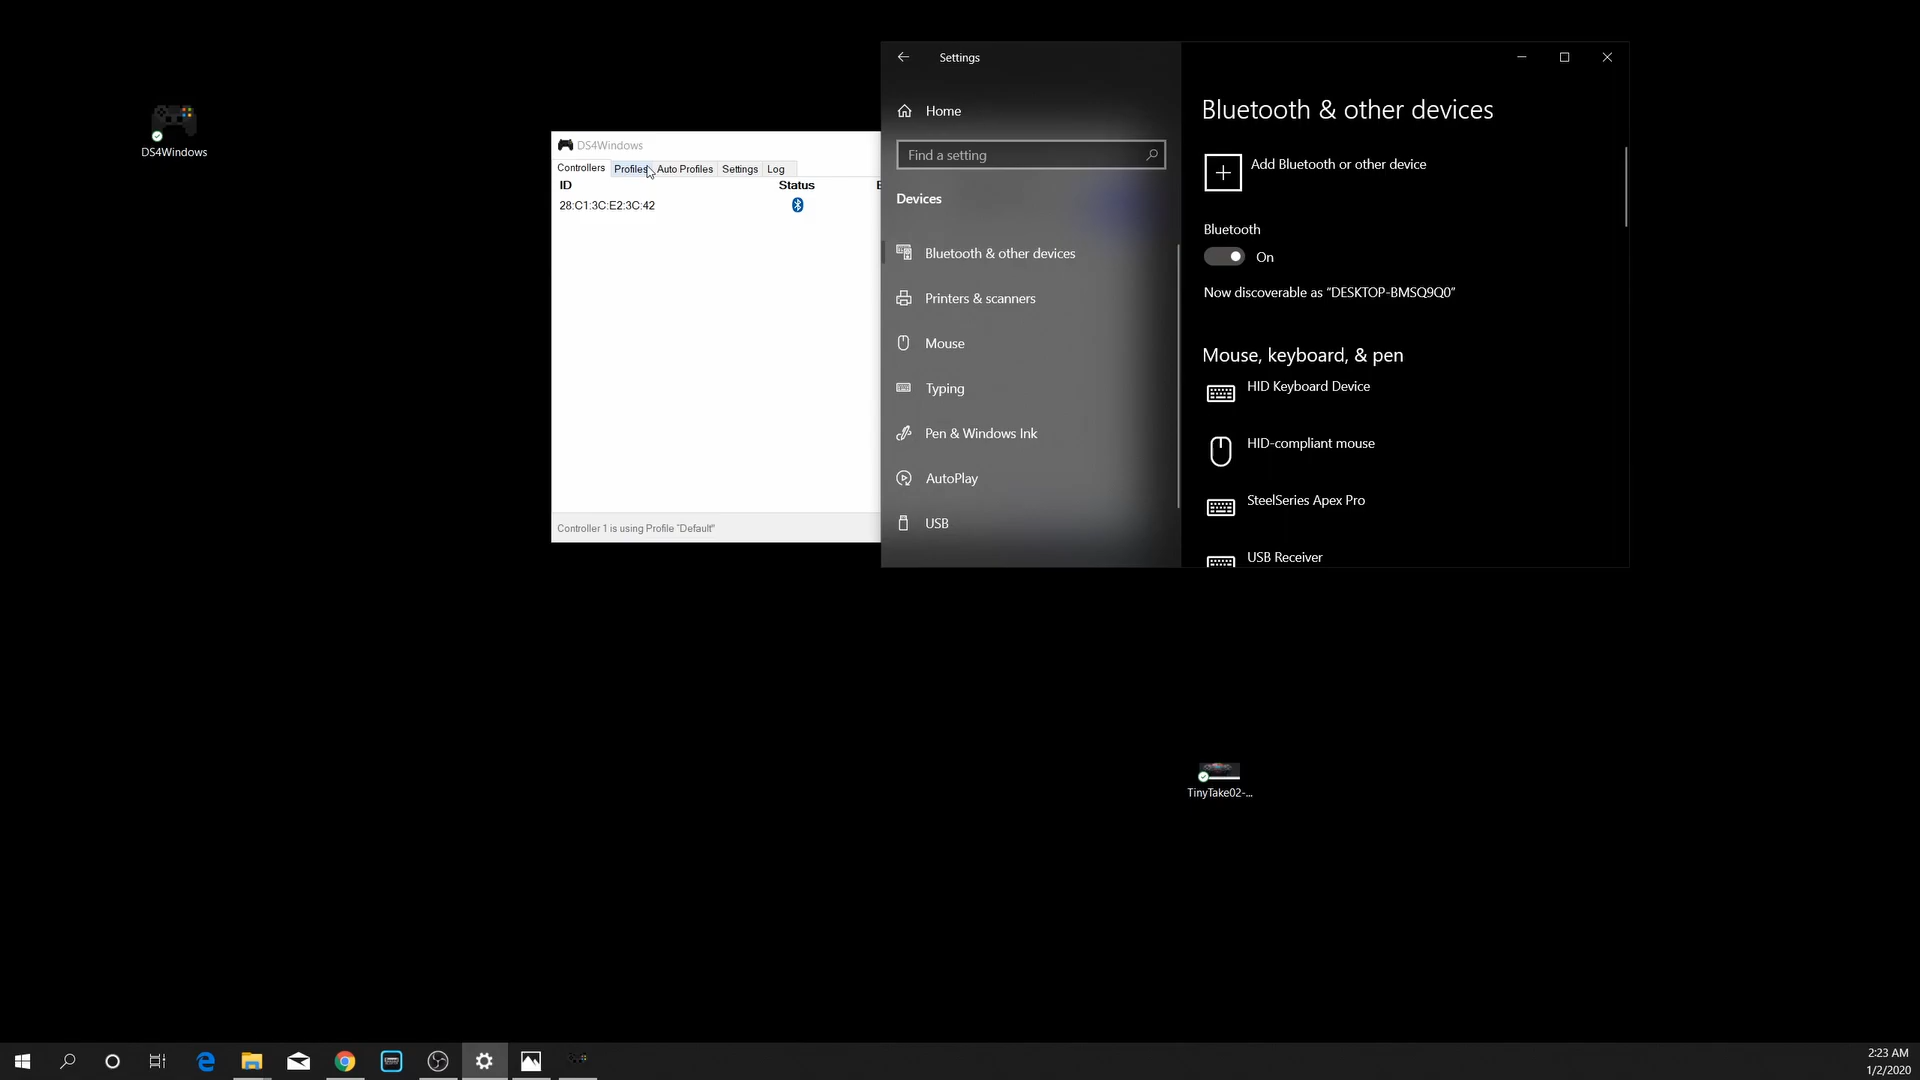 DS4Windows
DS4Windows
Controllers Profiles Auto Profiles Settings Log
ID Status
28:C1:3C:E2:3C:42
Controller 1 is using Profile "Default"
Settings
Home
Find a setting
Devices
Bluetooth & other devices
Printers & scanners
Mouse
Typing
Pen & Windows Ink
AutoPlay
USB
Bluetooth & other devices
Add Bluetooth or other device
Bluetooth
On
Now discoverable as “DESKTOP-BMSQ9Q0”
Mouse, keyboard, & pen
HID Keyboard Device
HID-compliant mouse
SteelSeries Apex Pro
USB Receiver
TinyTake02-...
2:23 AM
1/2/2020